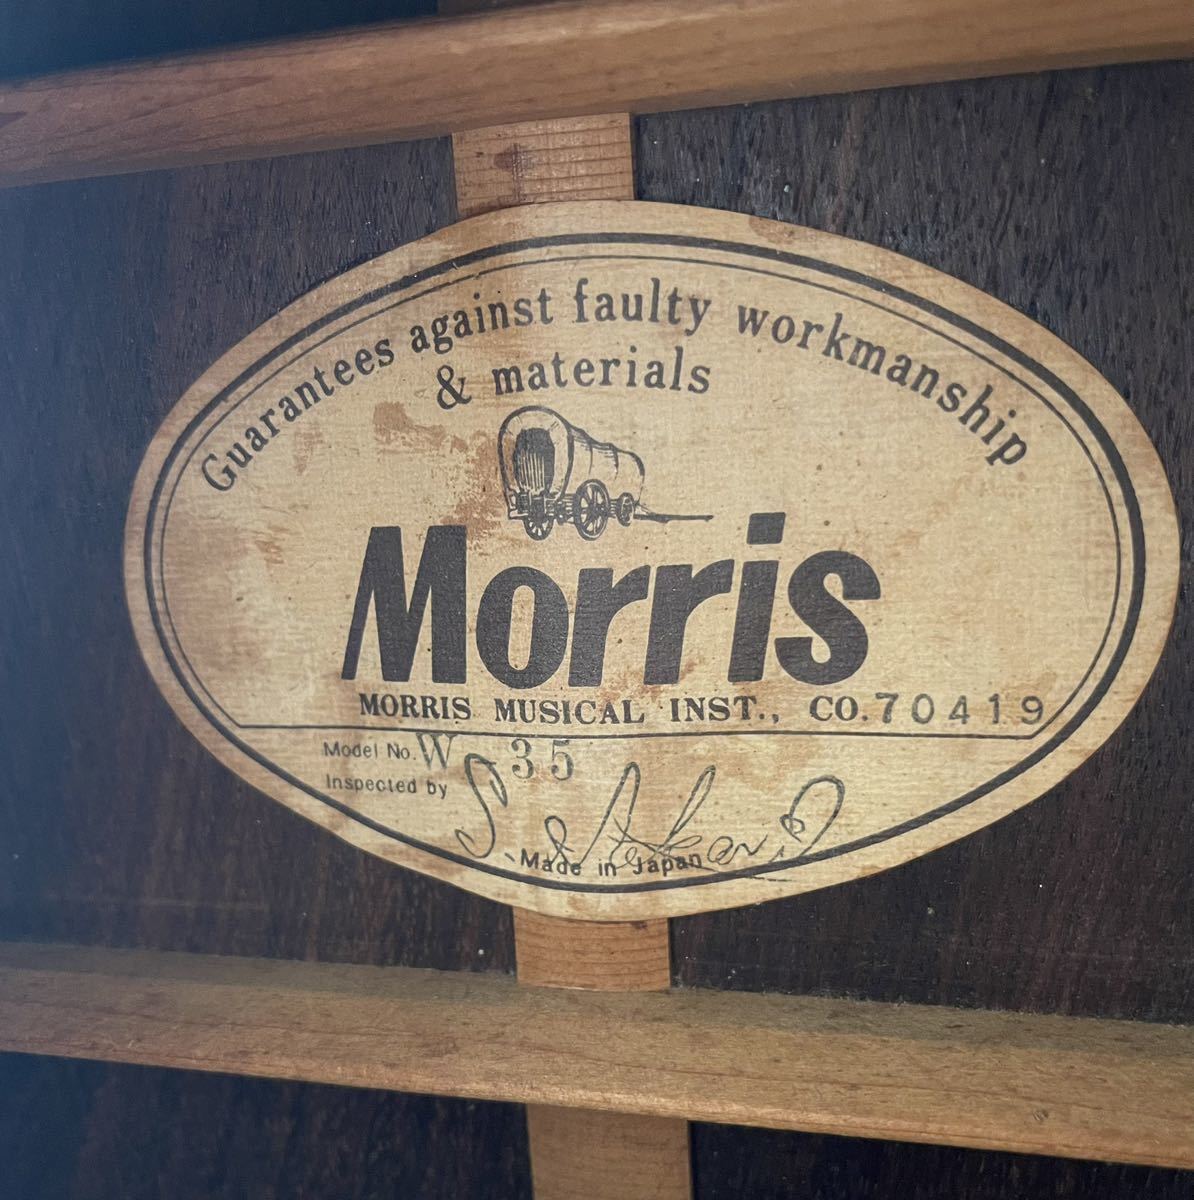 Guarantees against faulty workmanship
& materials
Morris
MORRIS MUSICAL INST., CO. 70419
Model No. W 35
Inspected by
Made in Japan